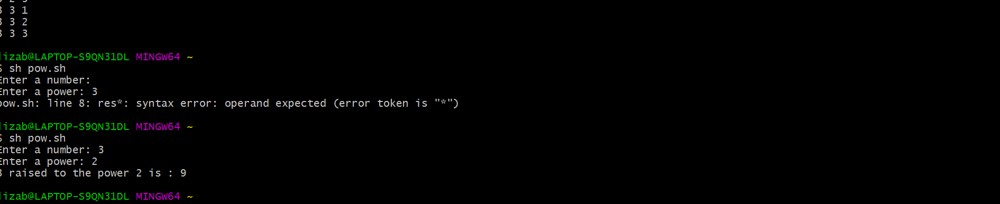 3 3 1
3 3 2
3 3 3
lizab@LAPTOP-S9QN31DL MINGW64 ~
$ sh pow.sh
Enter a number:
Enter a power: 3
pow.sh: line 8: res*: syntax error: operand expected (error token is "*")
lizab@LAPTOP-S9QN31DL MINGW64 ~
$ sh pow.sh
Enter a number: 3
Enter a power: 2
3 raised to the power 2 is : 9
lizab@LAPTOP-S9QN31DL MINGW64 ~